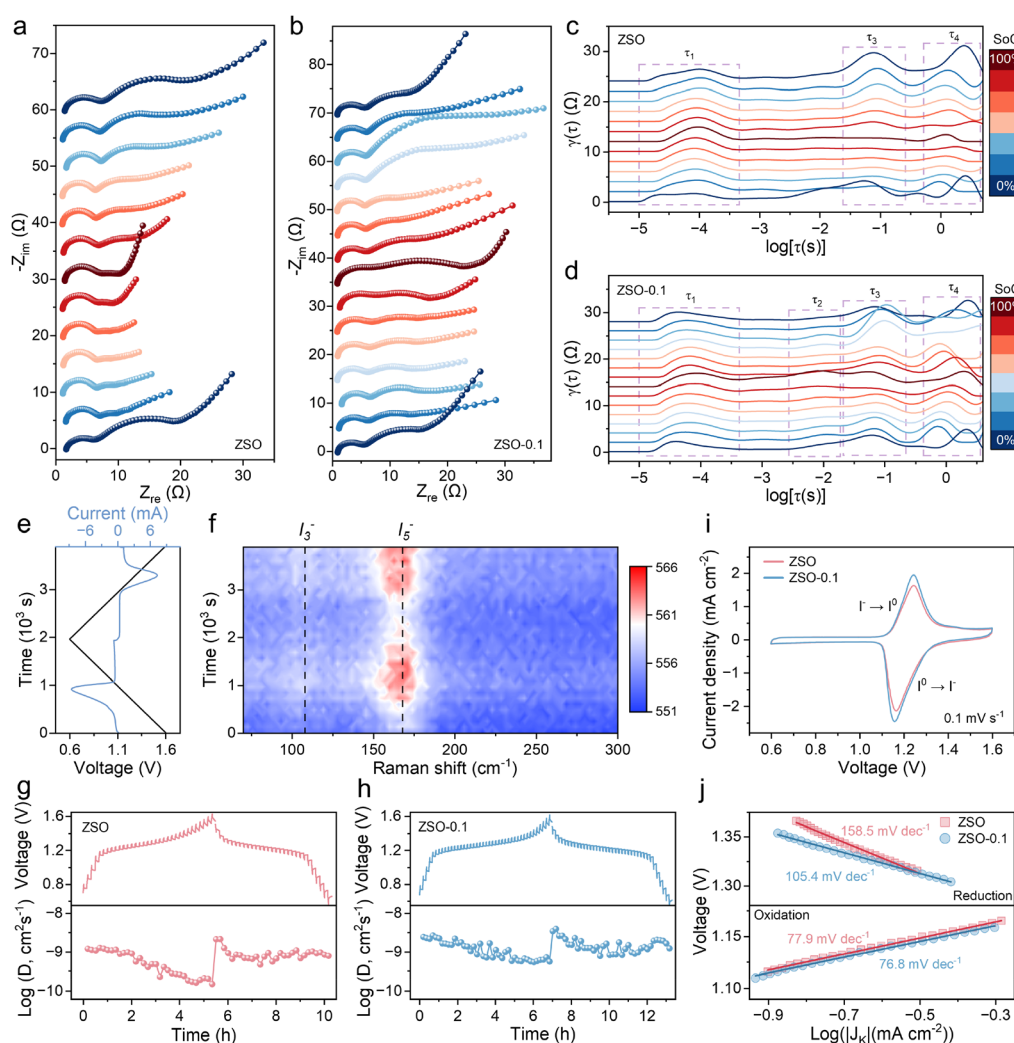 a
-Z_im (Ω)
70
60
50
40
30
20
10
0
0 10 20 30
Z_re (Ω)
ZSO
b
-Z_im (Ω)
90
80
70
60
50
40
30
20
10
0
0 10 20 30
Z_re (Ω)
ZSO-0.1
c
ZSO
τ₁
τ₃
τ₄
γ(τ) (Ω)
30
20
10
0
−5 −4 −3 −2 −1 0
log[τ(s)]
SoC
100%
0%
d
ZSO-0.1
τ₁
τ₂
τ₃
τ₄
γ(τ) (Ω)
30
20
10
0
−5 −4 −3 −2 −1 0
log[τ(s)]
SoC
100%
0%
e
Current (mA)
−6 0 6
Time (10³ s)
3
2
1
0
0.6 1.1 1.6
Voltage (V)
f
I₃⁻
I₅⁻
Time (10³ s)
3
2
1
0
100 150 200 250 300
Raman shift (cm⁻¹)
566
561
556
551
i
ZSO
ZSO-0.1
I⁻ → I⁰
I⁰ → I⁻
0.1 mV s⁻¹
Current density (mA cm⁻²)
2
1
0
−1
−2
0.6 0.8 1.0 1.2 1.4 1.6
Voltage (V)
g
ZSO
Voltage (V)
1.6
1.4
1.2
Log (D, cm²s⁻¹)
−8
−9
−10
0 2 4 6 8 10
Time (h)
h
ZSO-0.1
Voltage (V)
1.6
1.4
1.2
Log (D, cm²s⁻¹)
−8
−9
−10
0 2 4 6 8 10 12
Time (h)
j
ZSO
ZSO-0.1
158.5 mV dec⁻¹
105.4 mV dec⁻¹
Reduction
Oxidation
77.9 mV dec⁻¹
76.8 mV dec⁻¹
Voltage (V)
1.35
1.30
1.15
1.10
−0.9 −0.7 −0.5 −0.3
Log(|J_K|(mA cm⁻²))